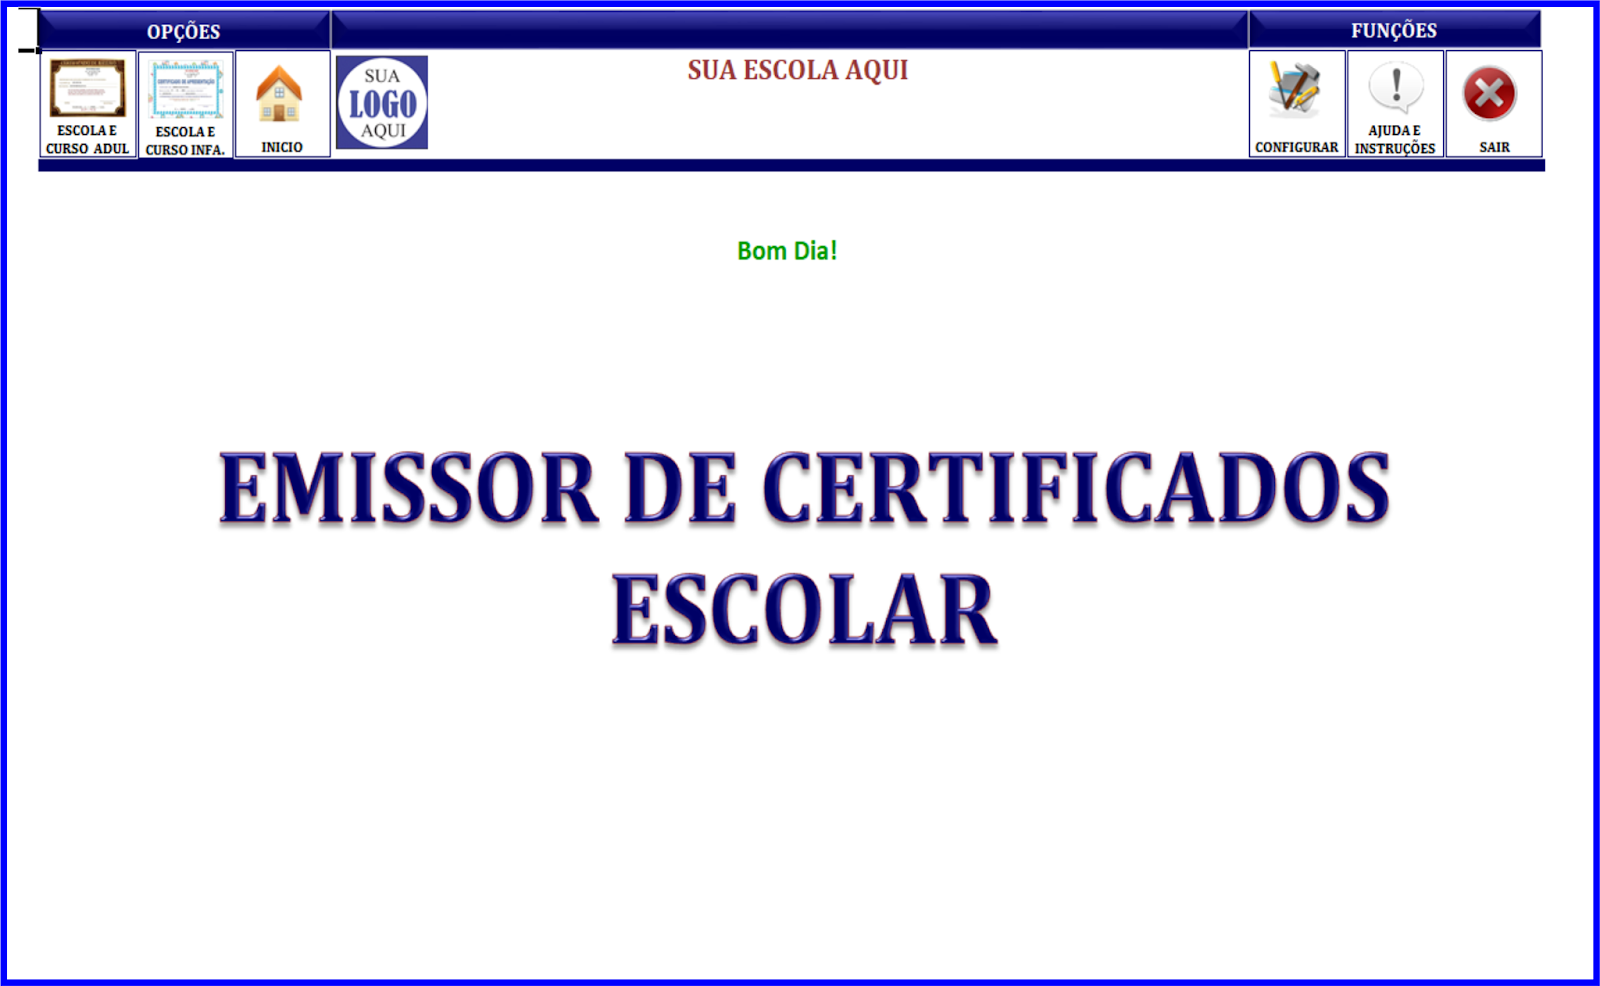 OPÇÕES
FUNÇÕES
ESCOLA E
CURSO ADUL
ESCOLA E
CURSO INFA.
INICIO
SUA
LOGO
AQUI
SUA ESCOLA AQUI
CONFIGURAR
AJUDA E
INSTRUÇÕES
SAIR
Bom Dia!
EMISSOR DE CERTIFICADOS
ESCOLAR